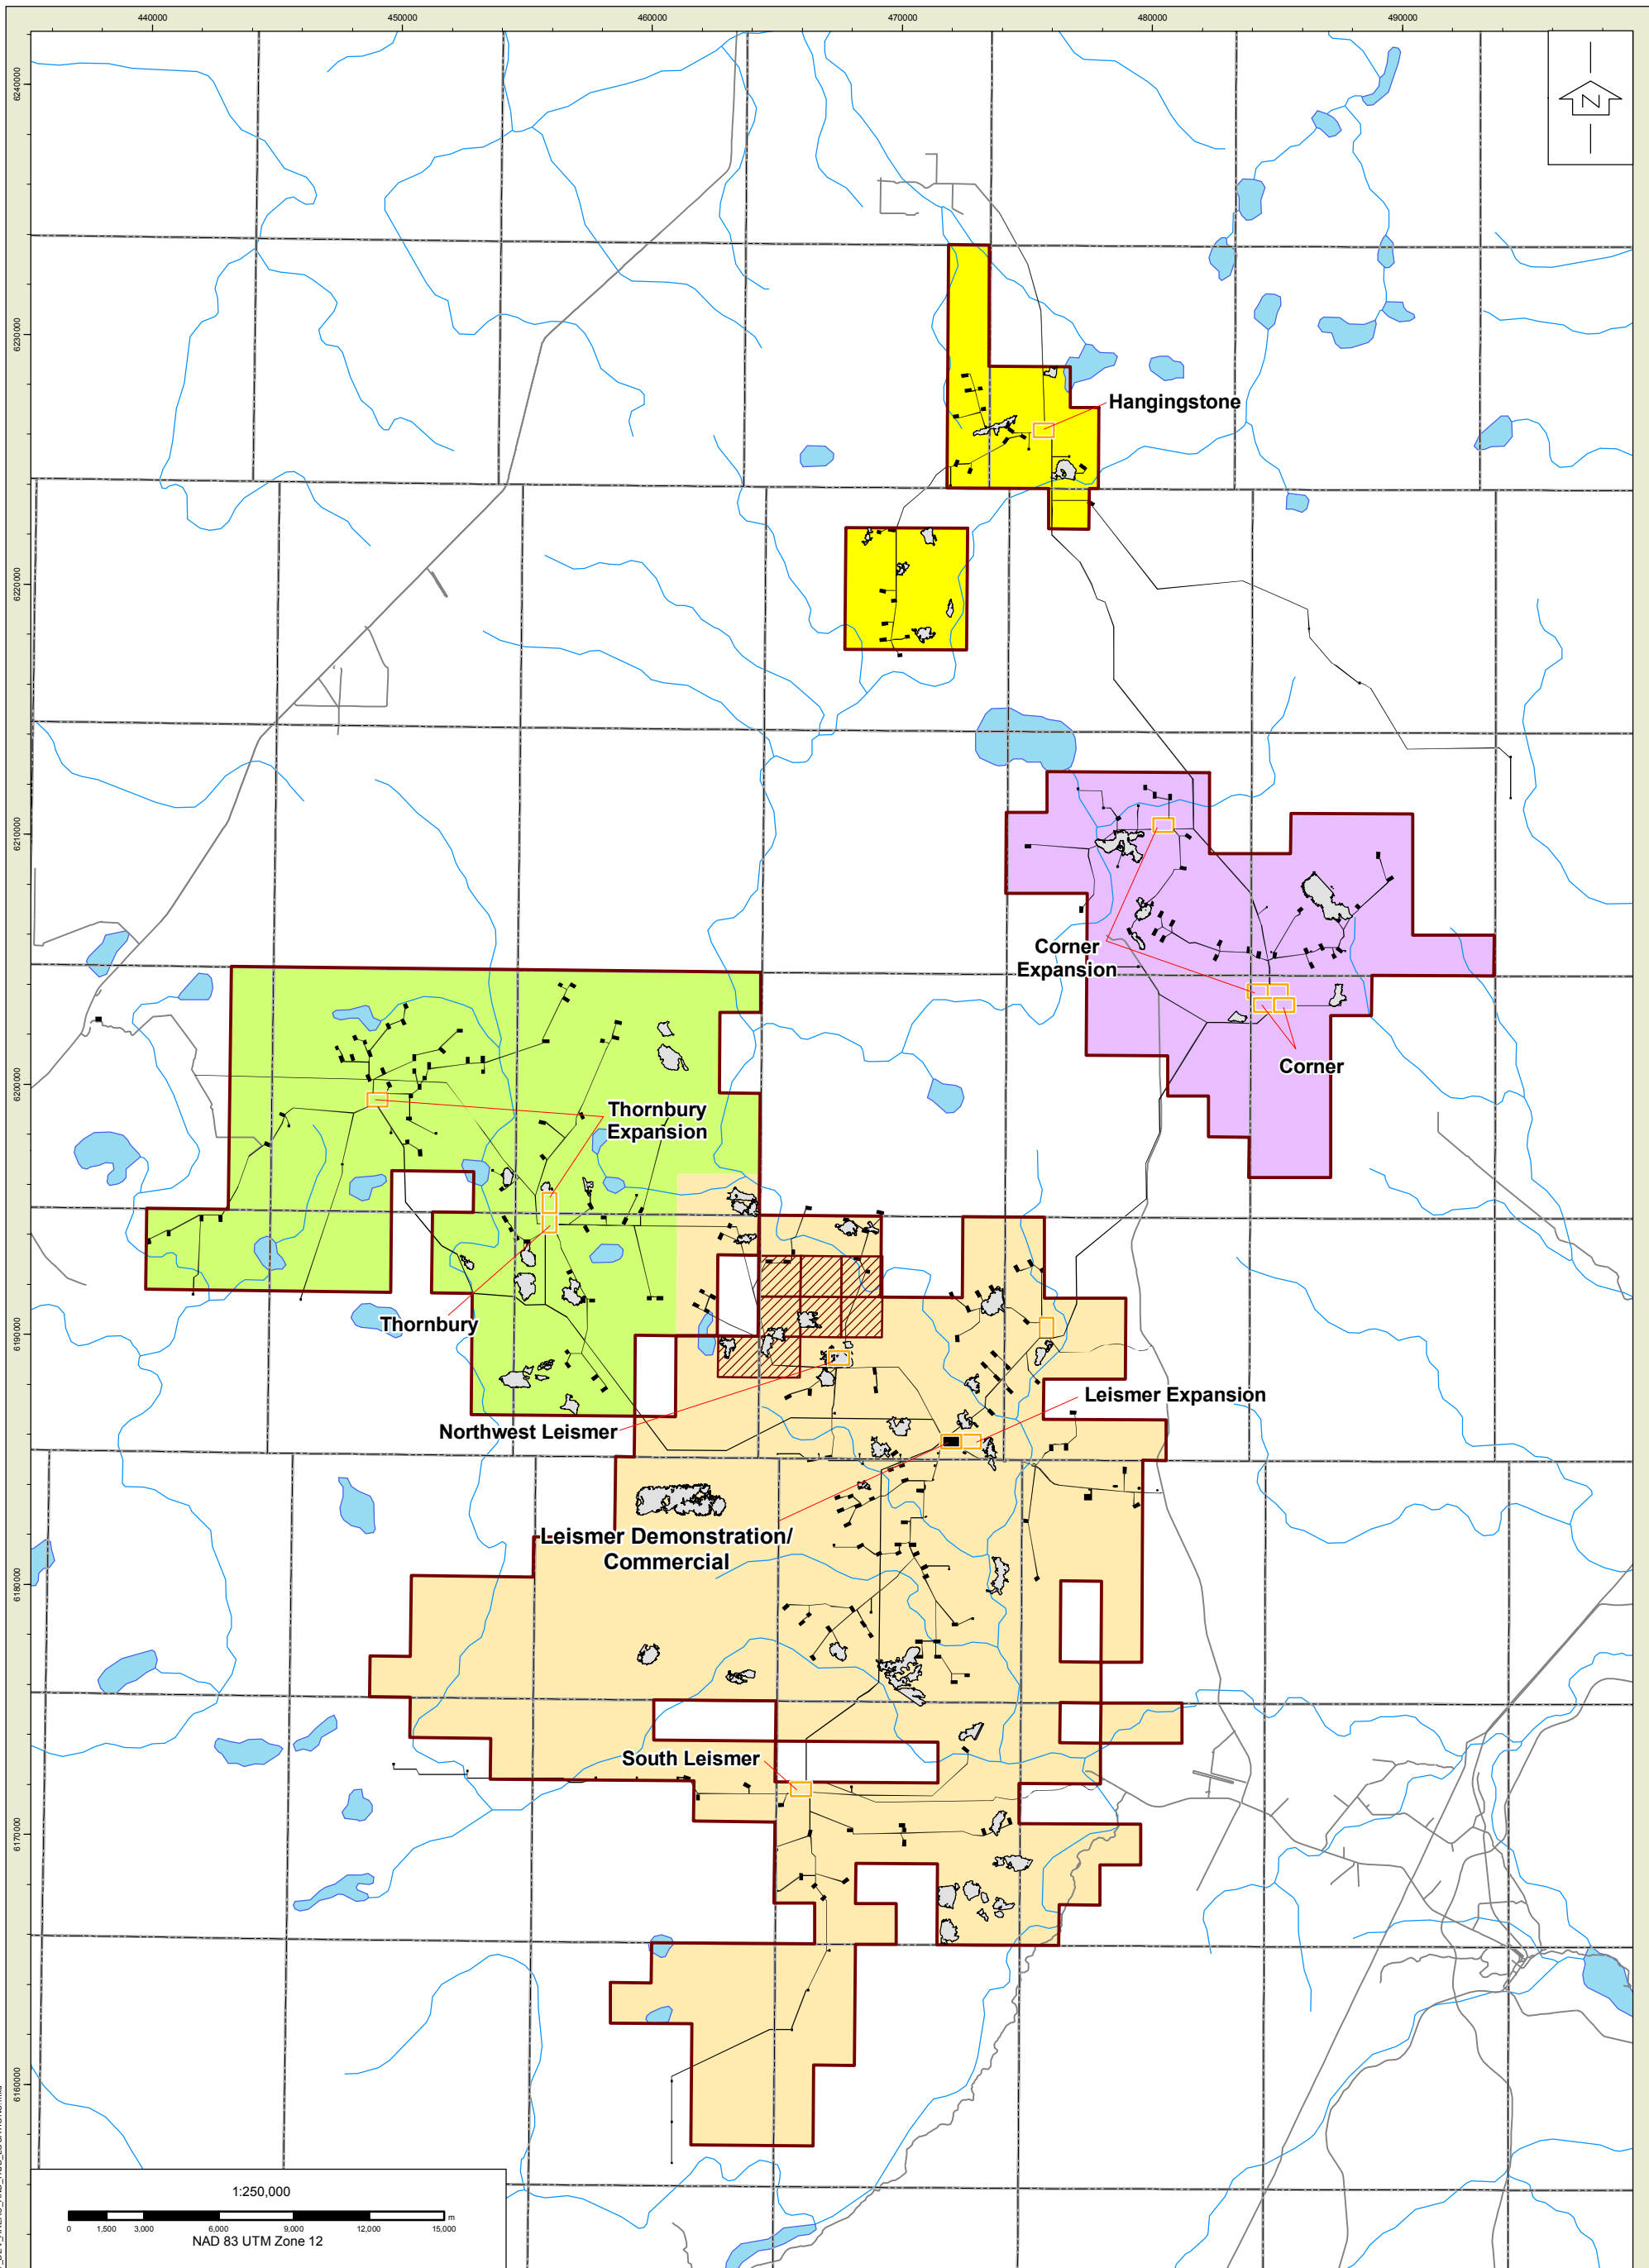 440000
450000
460000
470000
480000
490000
6240000
6230000
6220000
6210000
6200000
6190000
6180000
6170000
6160000
N
Hangingstone
Corner
Expansion
Corner
Thornbury
Expansion
Thornbury
Northwest Leismer
Leismer Expansion
Leismer Demonstration/
Commercial
South Leismer
1:250,000
0 1,500 3,000 6,000 9,000 12,000 15,000 m
NAD 83 UTM Zone 12